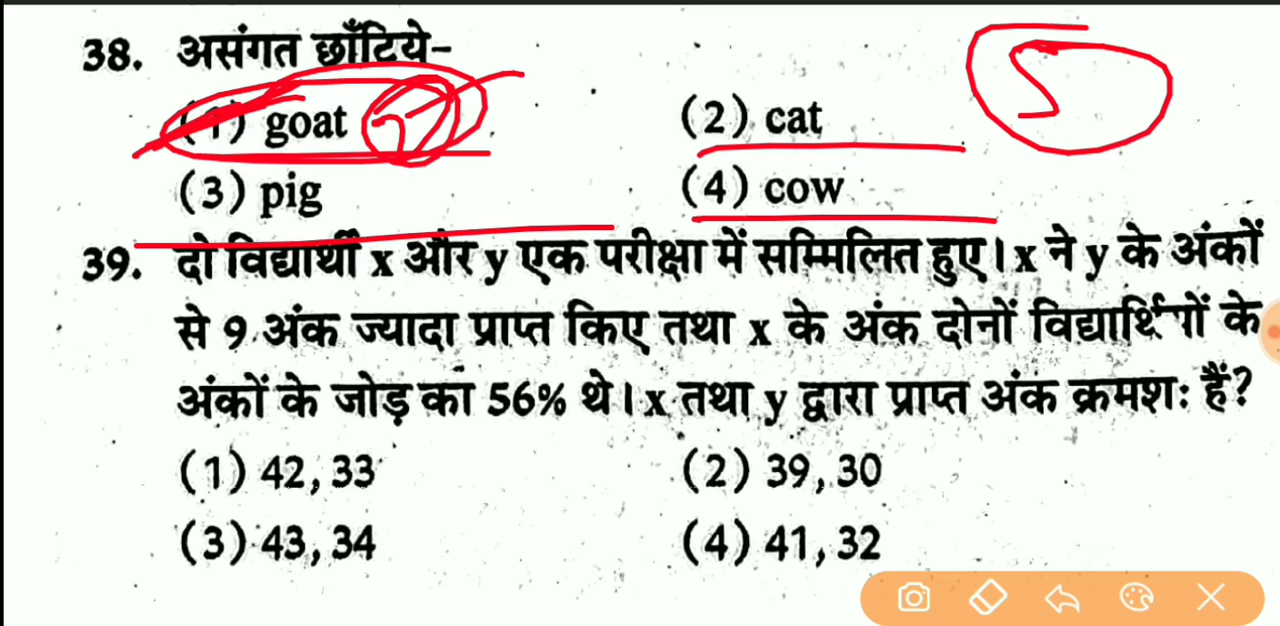 38. असंगत छाँटिये-
(1) goat (2) cat
(3) pig (4) cow
39. दो विद्यार्थी x और y एक परीक्षा में सम्मिलित हुए। x ने y के अंकों
से 9 अंक ज्यादा प्राप्त किए तथा x के अंक दोनों विद्यार्थियों के
अंकों के जोड़ का 56% थे। x तथा y द्वारा प्राप्त अंक क्रमशः हैं?
(1) 42, 33 (2) 39, 30
(3) 43, 34 (4) 41, 32